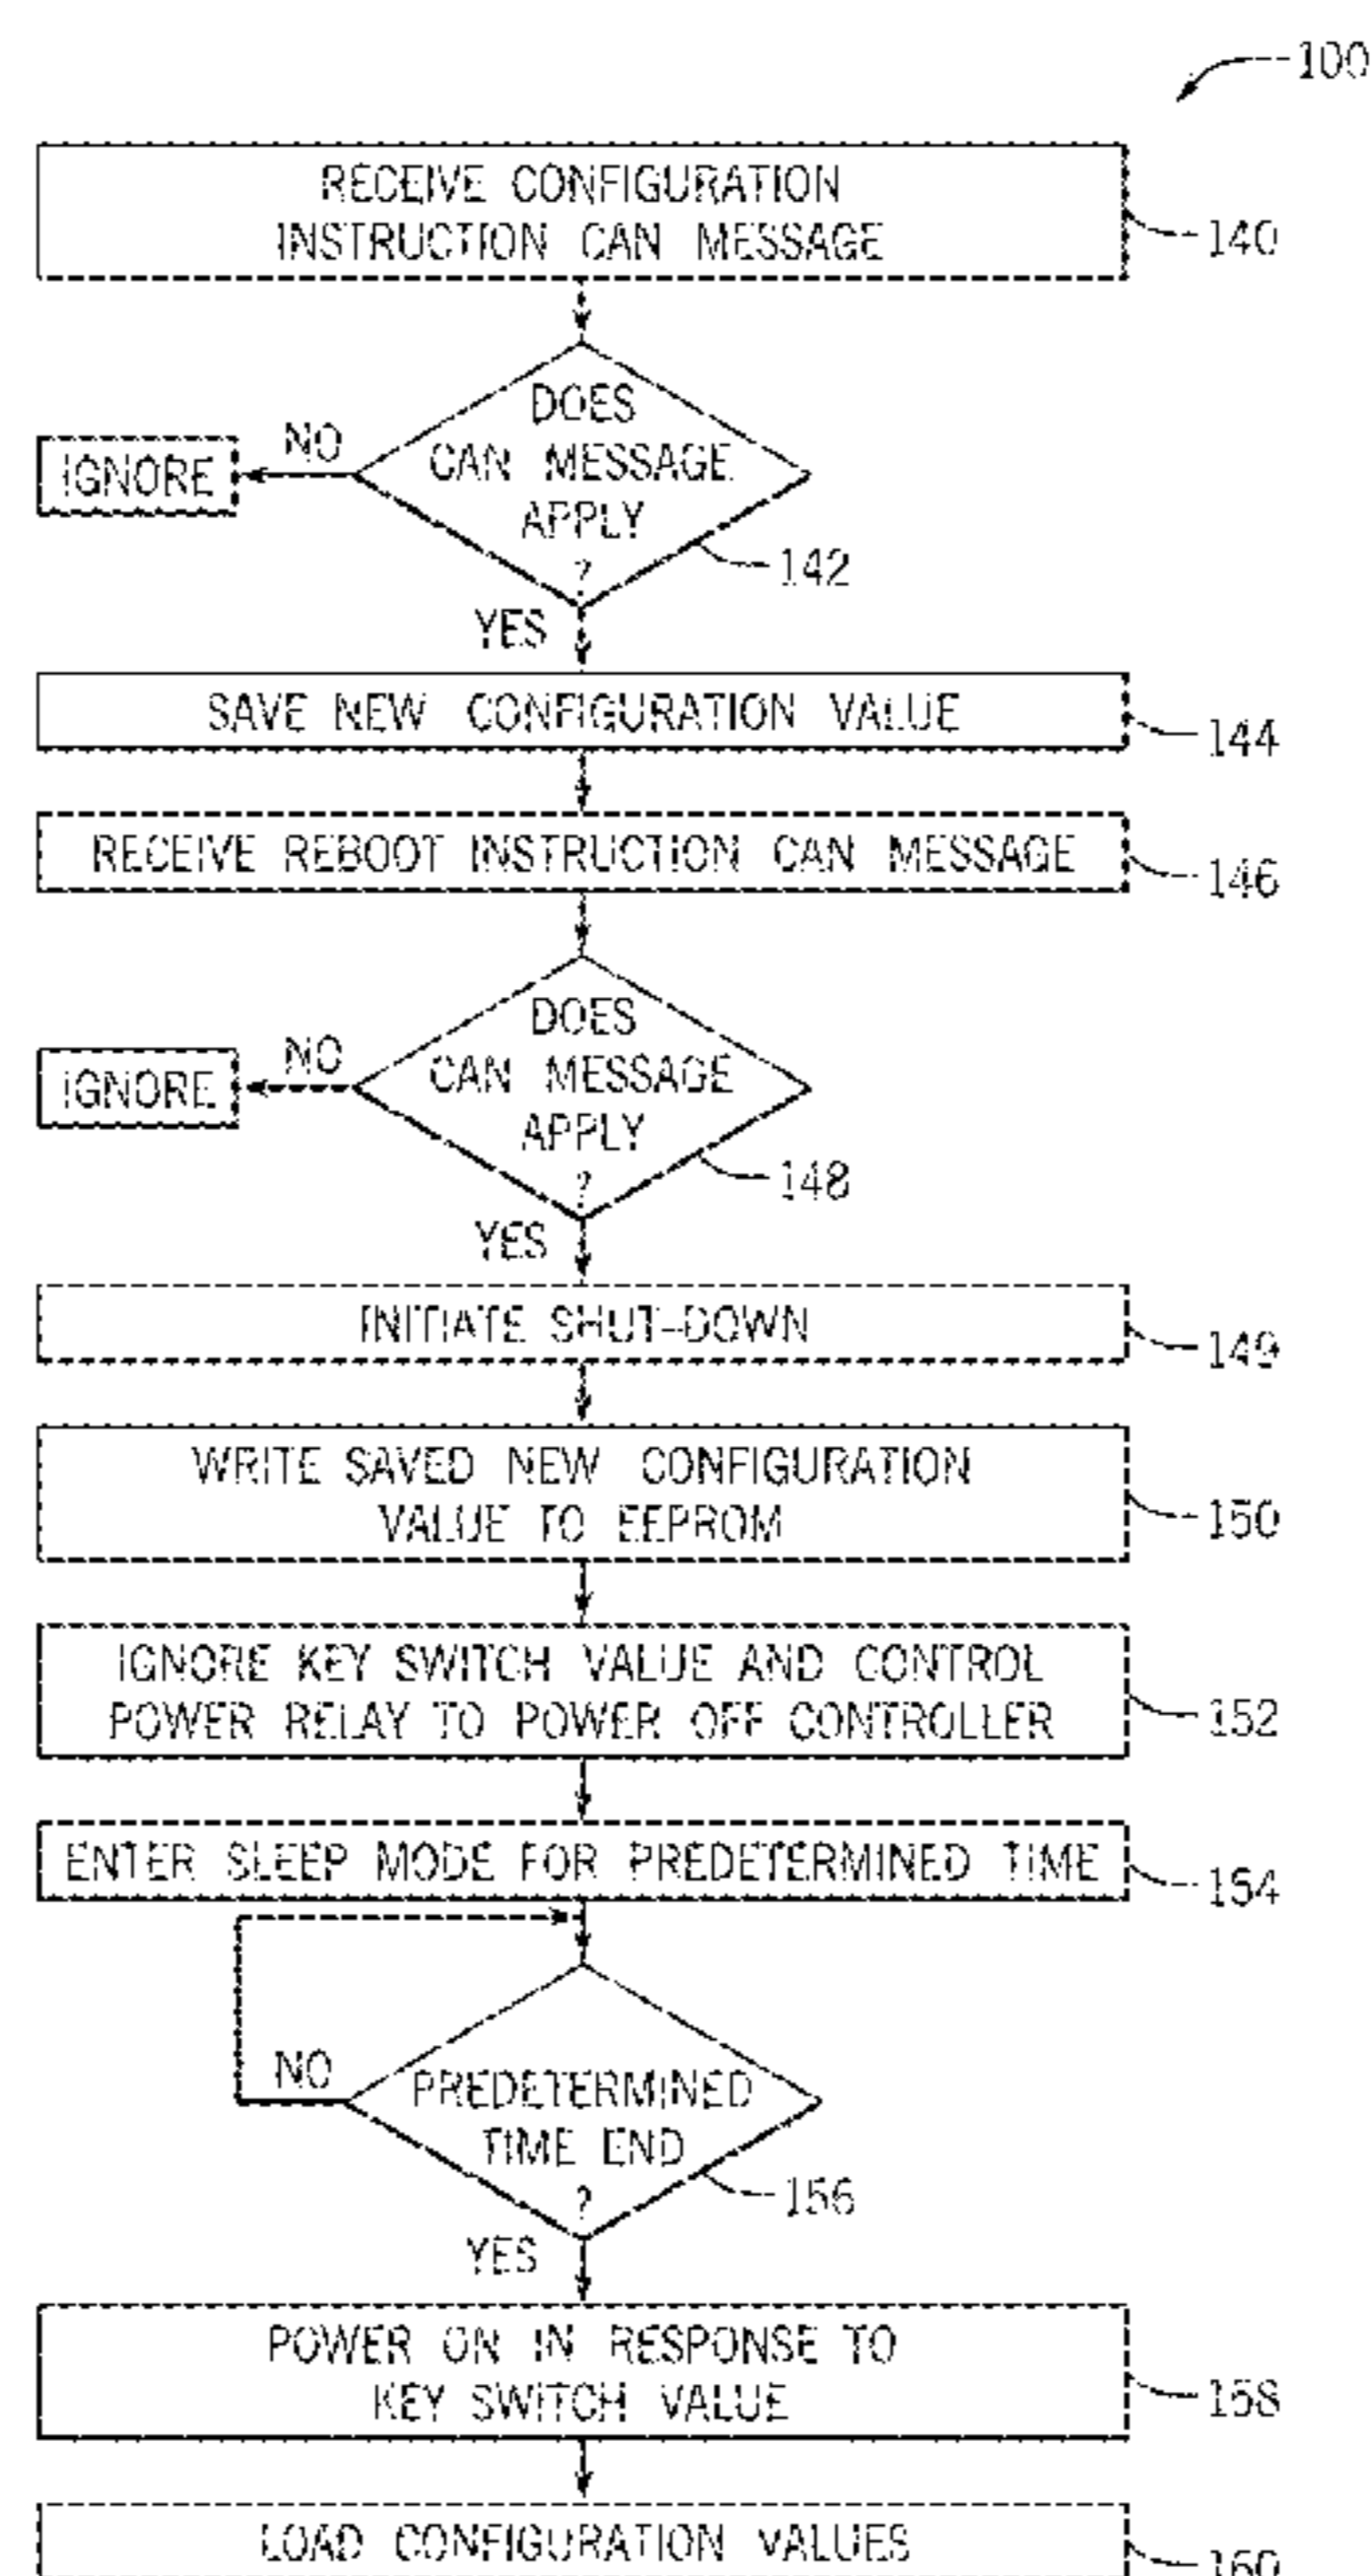 100
RECEIVE CONFIGURATION
INSTRUCTION CAN MESSAGE
140
DOES
CAN MESSAGE
APPLY
?
NO
IGNORE
142
YES
SAVE NEW CONFIGURATION VALUE
144
RECEIVE REBOOT INSTRUCTION CAN MESSAGE
146
DOES
CAN MESSAGE
APPLY
?
NO
IGNORE
148
YES
INITIATE SHUT-DOWN
149
WRITE SAVED NEW CONFIGURATION
VALUE TO EEPROM
150
IGNORE KEY SWITCH VALUE AND CONTROL
POWER RELAY TO POWER OFF CONTROLLER
152
ENTER SLEEP MODE FOR PREDETERMINED TIME
154
NO
PREDETERMINED
TIME END
?
156
YES
POWER ON IN RESPONSE TO
KEY SWITCH VALUE
158
LOAD CONFIGURATION VALUES
160